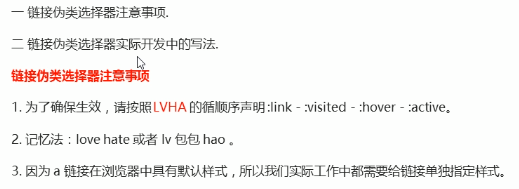 一 链接伪类选择器注意事项.
二 链接伪类选择器实际开发中的写法.
链接伪类选择器注意事项
1. 为了确保生效，请按照 LVHA 的循顺序声明 :link - :visited - :hover - :active。
2. 记忆法：love hate 或者 lv 包包 hao 。
3. 因为 a 链接在浏览器中具有默认样式，所以我们实际工作中都需要给链接单独指定样式。